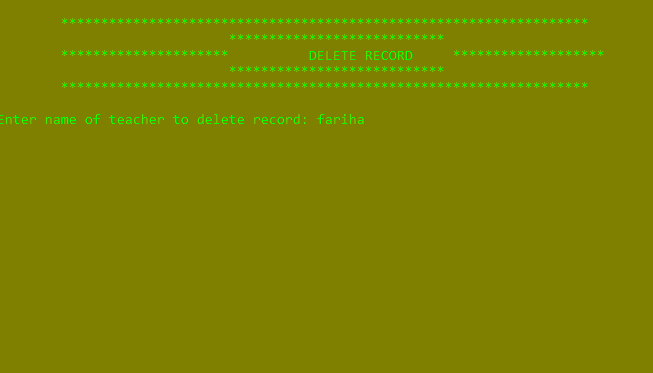 ******************************************************************
***************************
********************* DELETE RECORD *******************
***************************
******************************************************************
Enter name of teacher to delete record: fariha